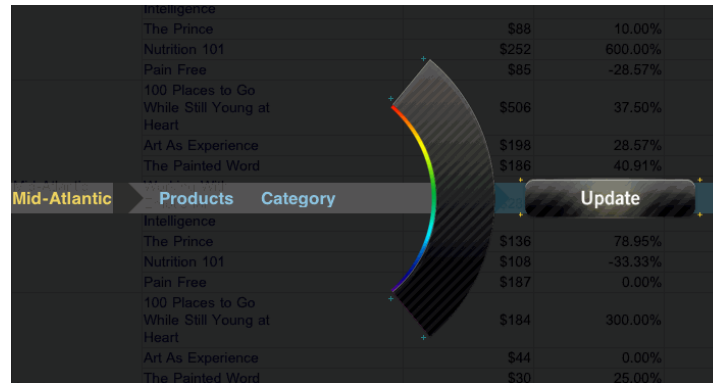 Intelligence
The Prince $88 10.00%
Nutrition 101 $252 600.00%
Pain Free $85 -28.57%
100 Places to Go
While Still Young at $506 37.50%
Heart
Art As Experience $198 28.57%
The Painted Word $186 40.91%
Mid-Atlantic Products Category Update
Intelligence
The Prince $136 78.95%
Nutrition 101 $108 -33.33%
Pain Free $187 0.00%
100 Places to Go
While Still Young at $184 300.00%
Heart
Art As Experience $44 0.00%
The Painted Word $30 25.00%